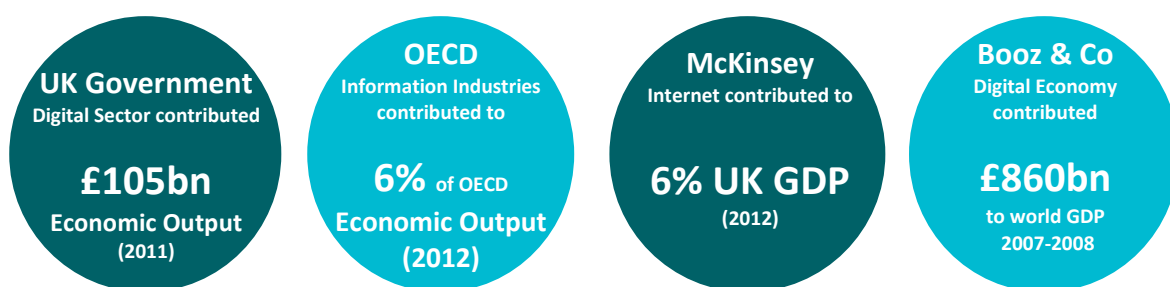 UK Government
Digital Sector contributed
£105bn
Economic Output
(2011)
OECD
Information Industries
contributed to
6% of OECD
Economic Output
(2012)
McKinsey
Internet contributed to
6% UK GDP
(2012)
Booz & Co
Digital Economy
contributed
£860bn
to world GDP
2007-2008